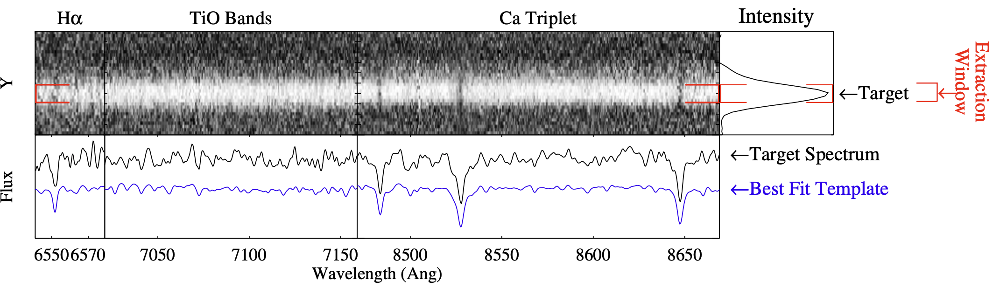 Hα
TiO Bands
Ca Triplet
Intensity
Y
←Target
Extraction
Window
Flux
←Target Spectrum
←Best Fit Template
6550 6570 7050 7100 7150 8500 8550 8600 8650
Wavelength (Ang)